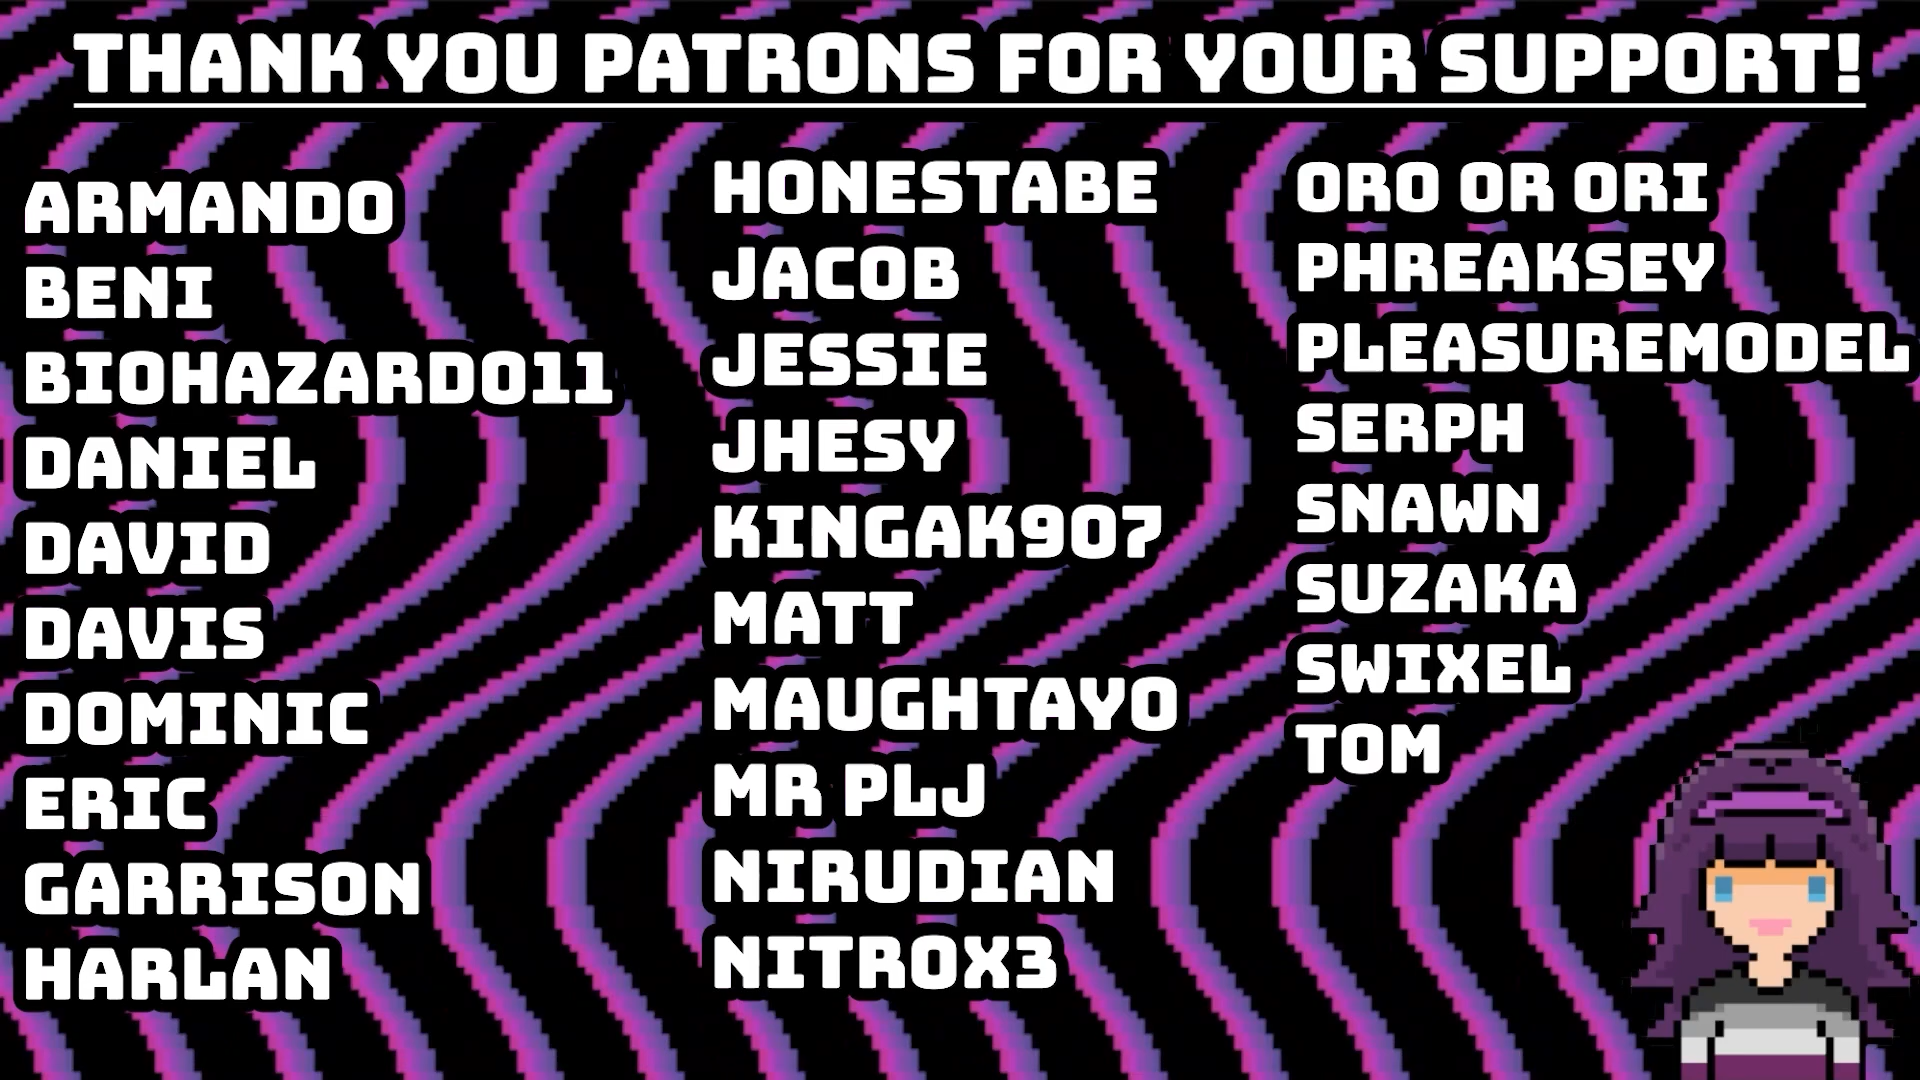 THANK YOU PATRONS FOR YOUR SUPPORT!
ARMANDO
BENI
BIOHAZARD011
DANIEL
DAVID
DAVIS
DOMINIC
ERIC
GARRISON
HARLAN
HONESTABE
JACOB
JESSIE
JHESY
KINGAK907
MATT
MAUGHTAYO
MR PLJ
NIRUDIAN
NITROX3
ORO OR ORI
PHREAKSEY
PLEASUREMODEL
SERPH
SNAWN
SUZAKA
SWIXEL
TOM